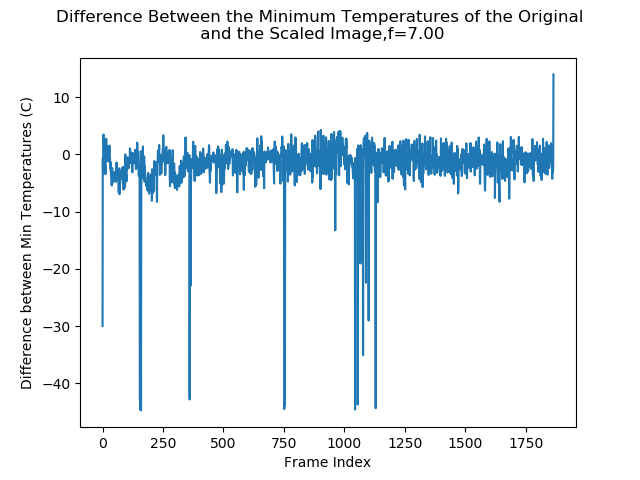 Difference Between the Minimum Temperatures of the Original
and the Scaled Image,f=7.00
10
0
−10
−20
−30
−40
Difference between Min Temperatures (C)
0 250 500 750 1000 1250 1500 1750
Frame Index